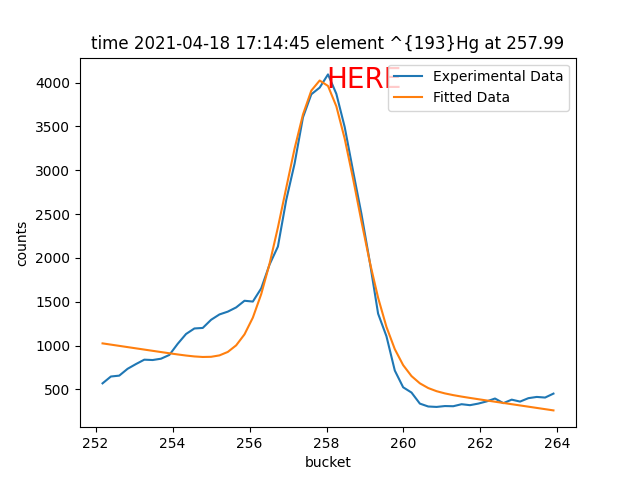 time 2021-04-18 17:14:45 element ^{193}Hg at 257.99
HERE
Experimental Data
Fitted Data
counts
4000
3500
3000
2500
2000
1500
1000
500
252
254
256
258
260
262
264
bucket